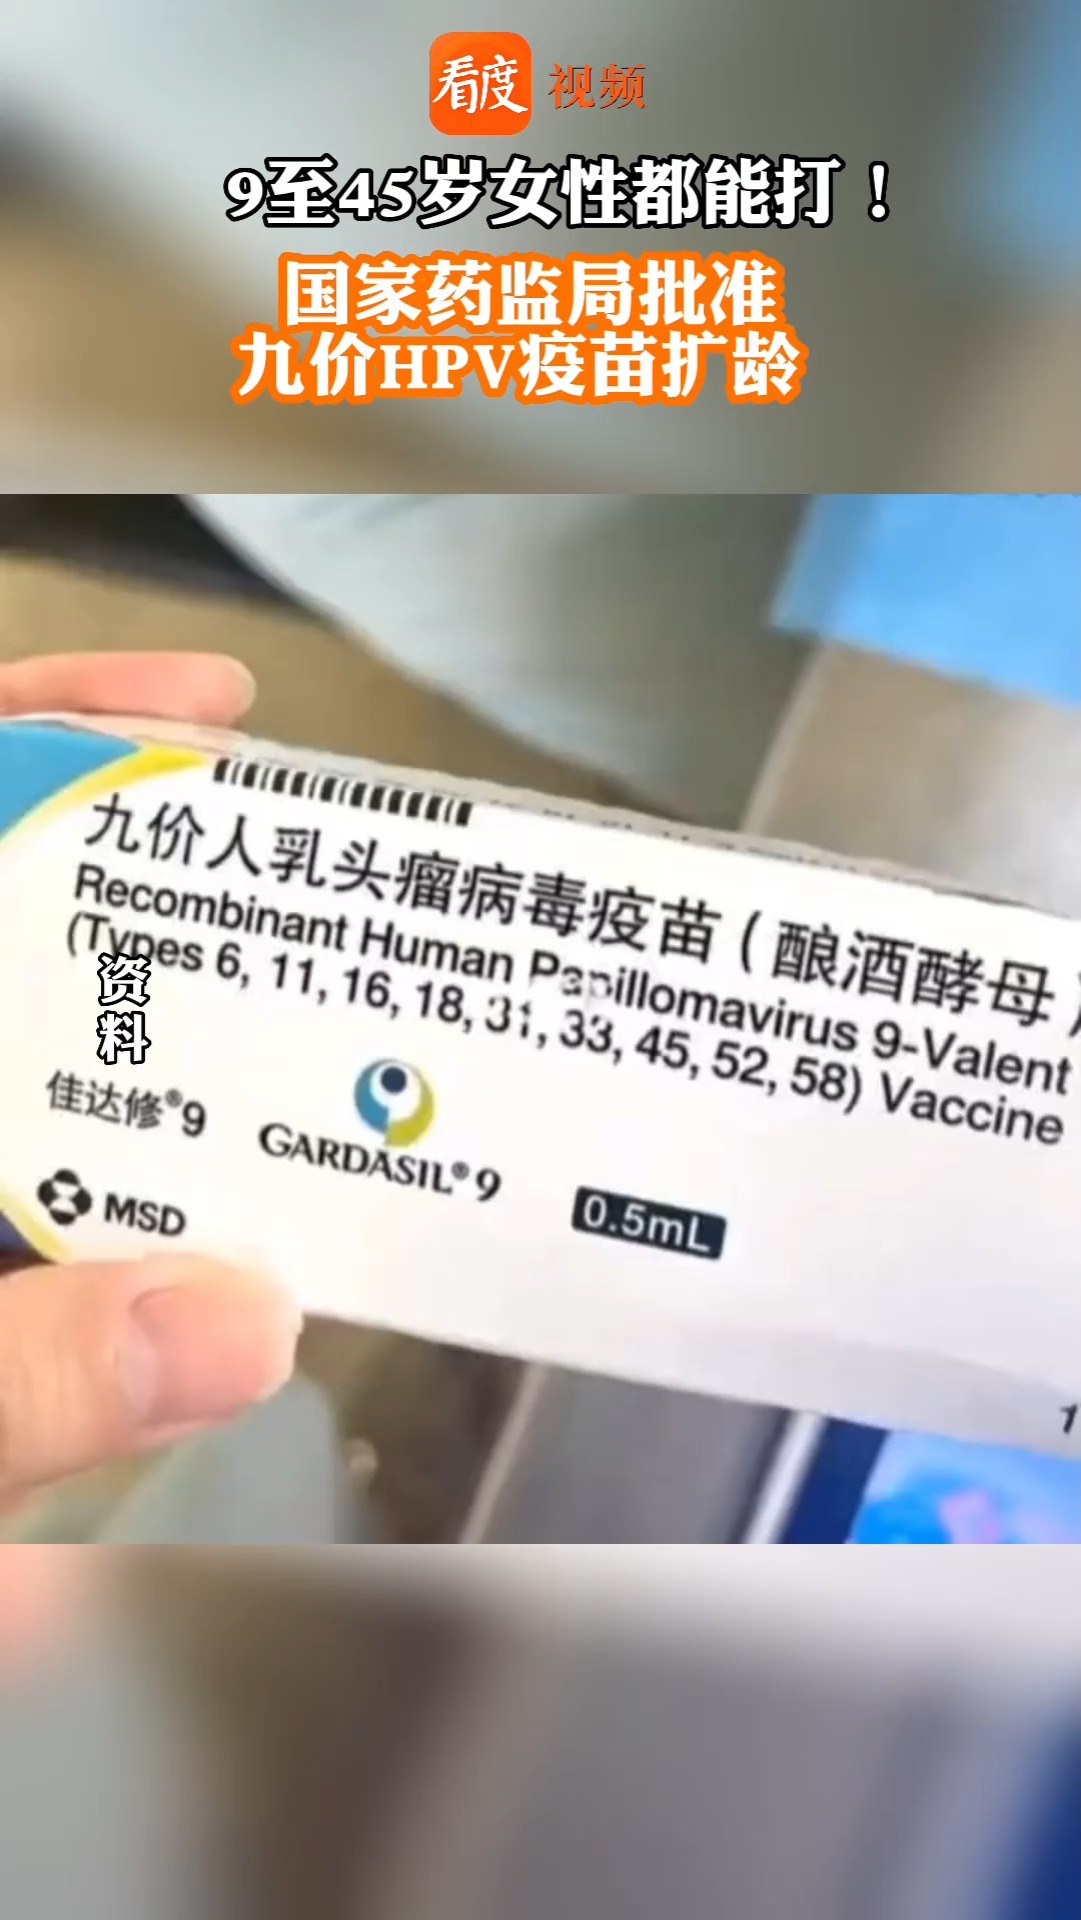 看度 视频
9至45岁女性都能打！
国家药监局批准
九价HPV疫苗扩龄
九价人乳头瘤病毒疫苗（酿酒酵母）
Recombinant Human Papillomavirus 9-Valent
(Types 6, 11, 16, 18, 31, 33, 45, 52, 58) Vaccine
资料
佳达修®9
GARDASIL®9
MSD
0.5mL
1